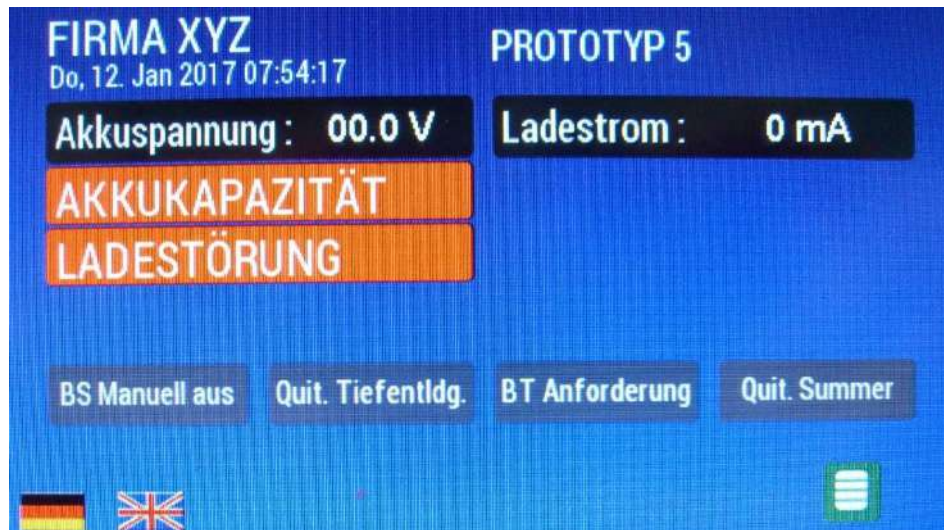 FIRMA XYZ
PROTOTYP 5
Do, 12. Jan 2017 07:54:17
Akkuspannung : 00.0 V
Ladestrom : 0 mA
AKKUKAPAZITÄT
LADESTÖRUNG
BS Manuell aus
Quit. Tiefentldg.
BT Anforderung
Quit. Summer